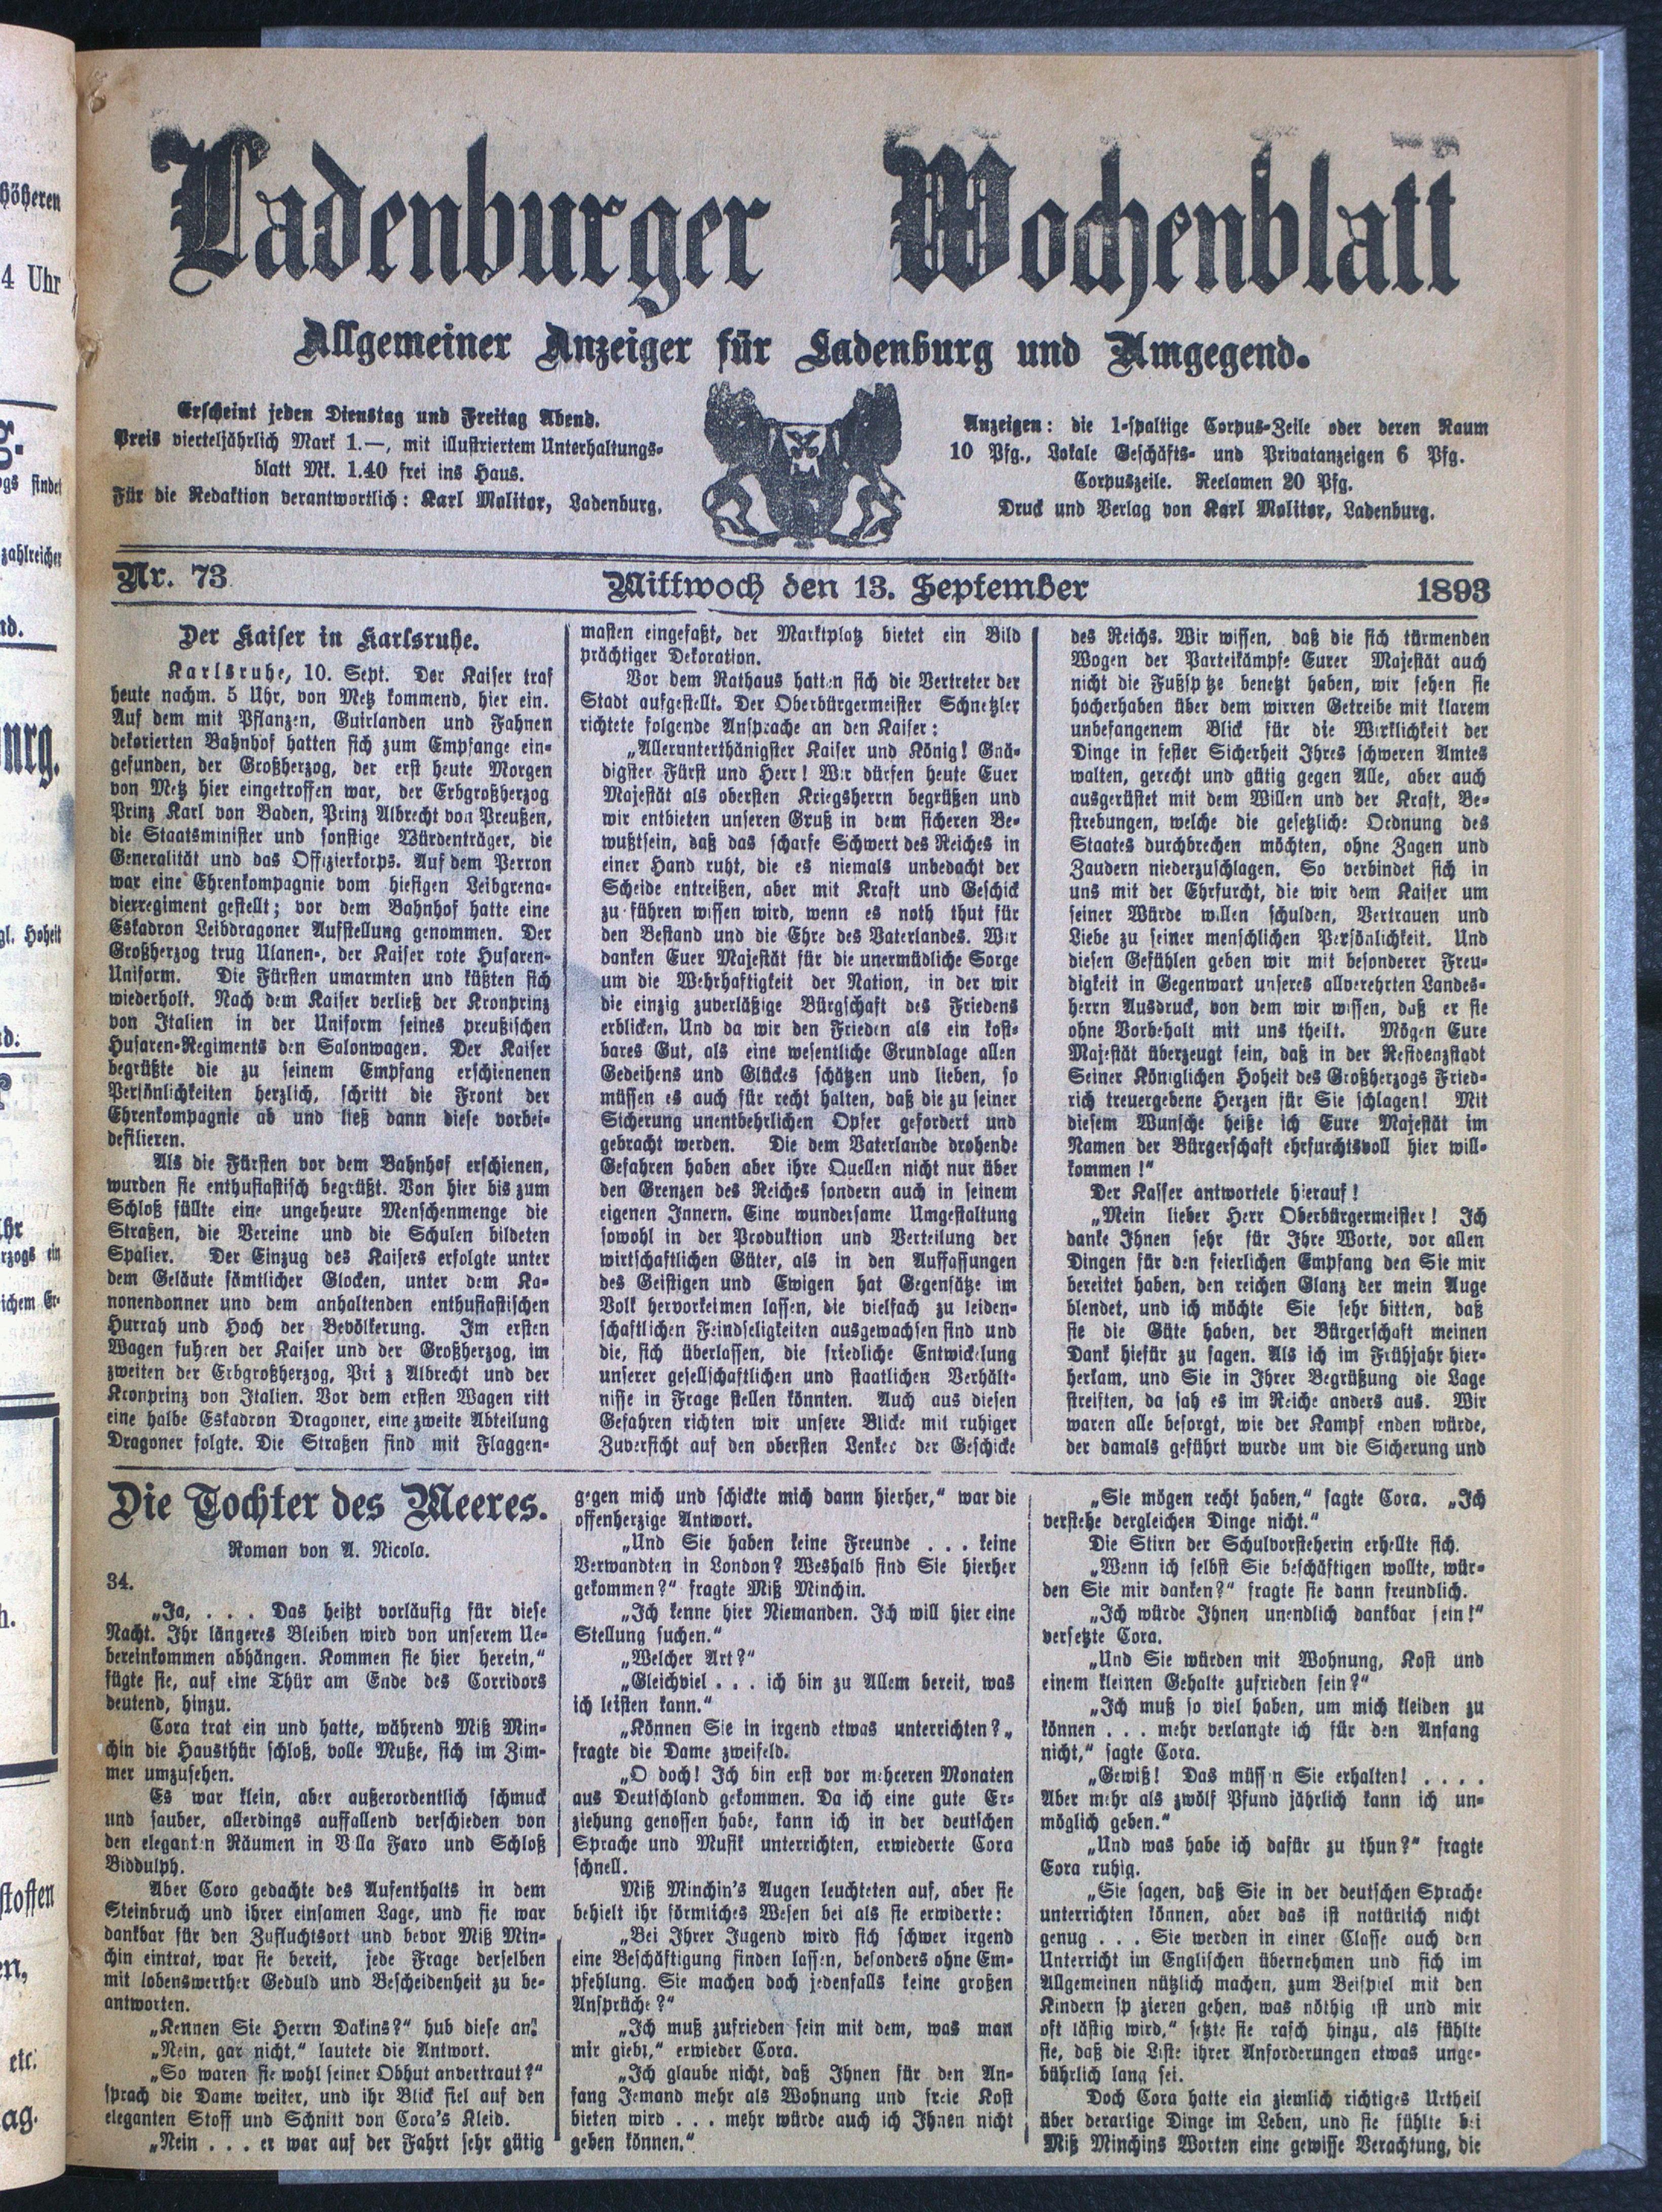 Ladenburger Wochenblatt
Allgemeiner Anzeiger für Ladenburg und Umgegend.
Erscheint jeden Dienstag und Freitag Abend.
Preis vierteljährlich Mark 1.—, mit illustriertem Unterhaltungs-
blatt Mk. 1.40 frei ins Haus.
Für die Redaktion verantwortlich: Karl Molitor, Ladenburg.
Anzeigen: die 1-spaltige Corpus-Zeile oder deren Raum
10 Pfg., Lokale Geschäfts- und Privatanzeigen 6 Pfg.
Corpuszeile. Reclamen 20 Pfg.
Druck und Verlag von Karl Molitor, Ladenburg.
Nr. 73
Mittwoch den 13. September
1893
Der Kaiser in Karlsruhe.
Karlsruhe, 10. Sept. Der Kaiser traf
heute nachm. 5 Uhr, von Metz kommend, hier ein.
Auf dem mit Pflanzen, Guirlanden und Fahnen
dekorierten Bahnhof hatten sich zum Empfange ein-
gefunden, der Großherzog, der erst heute Morgen
von Metz hier eingetroffen war, der Erbgroßherzog
Prinz Karl von Baden, Prinz Albrecht von Preußen,
die Staatsminister und sonstige Würdenträger, die
Generalität und das Offizierkorps. Auf dem Perron
war eine Ehrenkompagnie vom hiesigen Leibgrena-
dierregiment gestellt; vor dem Bahnhof hatte eine
Eskadron Leibdragoner Aufstellung genommen. Der
Großherzog trug Ulanen-, der Kaiser rote Husaren-
Uniform. Die Fürsten umarmten und küßten sich
wiederholt. Nach dem Kaiser verließ der Kronprinz
von Italien in der Uniform seines preußischen
Husaren-Regiments den Salonwagen. Der Kaiser
begrüßte die zu seinem Empfang erschienenen
Persönlichkeiten herzlich, schritt die Front der
Ehrenkompagnie ab und ließ dann diese vorbei-
defilieren.
Als die Fürsten vor dem Bahnhof erschienen,
wurden sie enthusiastisch begrüßt. Von hier bis zum
Schloß füllte eine ungeheure Menschenmenge die
Straßen, die Vereine und die Schulen bildeten
Spalier. Der Einzug des Kaisers erfolgte unter
dem Geläute sämtlicher Glocken, unter dem Ka-
nonendonner und dem anhaltenden enthusiastischen
Hurrah und Hoch der Bevölkerung. Im ersten
Wagen fuhren der Kaiser und der Großherzog, im
zweiten der Erbgroßherzog, Pri z Albrecht und der
Kronprinz von Italien. Vor dem ersten Wagen ritt
eine halbe Eskadron Dragoner, eine zweite Abteilung
Dragoner folgte. Die Straßen sind mit Flaggen-
masten eingefaßt, der Marktplatz bietet ein Bild
prächtiger Dekoration.
Vor dem Rathaus hatten sich die Vertreter der
Stadt aufgestellt. Der Oberbürgermeister Schnetzler
richtete folgende Ansprache an den Kaiser:
„Allerunterthänigster Kaiser und König! Gnä-
digster Fürst und Herr! Wir dürfen heute Euer
Majestät als obersten Kriegsherrn begrüßen und
wir entbieten unseren Gruß in dem sicheren Be-
wußtsein, daß das scharfe Schwert des Reiches in
einer Hand ruht, die es niemals unbedacht der
Scheide entreißen, aber mit Kraft und Geschick
zu führen wissen wird, wenn es noth thut für
den Bestand und die Ehre des Vaterlandes. Wir
danken Euer Majestät für die unermüdliche Sorge
um die Wehrhaftigkeit der Nation, in der wir
die einzig zuverläßige Bürgschaft des Friedens
erblicken. Und da wir den Frieden als ein kost-
bares Gut, als eine wesentliche Grundlage allen
Gedeihens und Glückes schätzen und lieben, so
müssen es auch für recht halten, daß die zu seiner
Sicherung unentbehrlichen Opfer gefordert und
gebracht werden. Die dem Vaterlande drohende
Gefahren haben aber ihre Quellen nicht nur über
den Grenzen des Reiches sondern auch in seinem
eigenen Innern. Eine wundersame Umgestaltung
sowohl in der Produktion und Verteilung der
wirtschaftlichen Güter, als in den Auffassungen
des Geistigen und Ewigen hat Gegensätze im
Volk hervorkeimen lassen, die vielfach zu leiden-
schaftlichen Feindseligkeiten ausgewachsen sind und
die, sich überlassen, die friedliche Entwickelung
unserer gesellschaftlichen und staatlichen Verhält-
nisse in Frage stellen könnten. Auch aus diesen
Gefahren richten wir unsere Blicke mit ruhiger
Zuversicht auf den obersten Lenker der Geschicke
des Reichs. Wir wissen, daß die sich türmenden
Wogen der Parteikämpfe Eurer Majestät auch
nicht die Fußsp tze benetzt haben, wir sehen sie
hocherhaben über dem wirren Getreibe mit klarem
unbefangenem Blick für die Wirklichkeit der
Dinge in fester Sicherheit Ihres schweren Amtes
walten, gerecht und gütig gegen Alle, aber auch
ausgerüstet mit dem Willen und der Kraft, Be-
strebungen, welche die gesetzliche Ordnung des
Staates durchbrechen möchten, ohne Zagen und
Zaudern niederzuschlagen. So verbindet sich in
uns mit der Ehrfurcht, die wir dem Kaiser um
seiner Würde willen schulden, Vertrauen und
Liebe zu seiner menschlichen Persönlichkeit. Und
diesen Gefühlen geben wir mit besonderer Freu-
digkeit in Gegenwart unseres allverehrten Landes-
herrn Ausdruck, von dem wir wissen, daß er sie
ohne Vorbehalt mit uns theilt. Mögen Eure
Majestät überzeugt sein, daß in der Residenzstadt
Seiner Königlichen Hoheit des Großherzogs Fried-
rich treuergebene Herzen für Sie schlagen! Mit
diesem Wunsche heiße ich Eure Majestät im
Namen der Bürgerschaft ehrfurchtsvoll hier will-
kommen!"
Der Kaiser antwortete hierauf!
„Mein lieber Herr Oberbürgermeister! Ich
danke Ihnen sehr für Ihre Worte, vor allen
Dingen für den feierlichen Empfang den Sie mir
bereitet haben, den reichen Glanz der mein Auge
blendet, und ich möchte Sie sehr bitten, daß
sie die Güte haben, der Bürgerschaft meinen
Dank hiefür zu sagen. Als ich im Frühjahr hier-
herkam, und Sie in Ihrer Begrüßung die Lage
streiften, da sah es im Reiche anders aus. Wir
waren alle besorgt, wie der Kampf enden würde,
der damals geführt wurde um die Sicherung und
Die Tochter des Meeres.
Roman von A. Nicola.
34.
„Ja, . . . Das heißt vorläufig für diese
Nacht. Ihr längeres Bleiben wird von unserem Ue-
bereinkommen abhängen. Kommen sie hier herein,"
fügte sie, auf eine Thür am Ende des Corridors
deutend, hinzu.
Cora trat ein und hatte, während Miß Min-
chin die Hausthür schloß, volle Muße, sich im Zim-
mer umzusehen.
Es war klein, aber außerordentlich schmuck
und sauber, allerdings auffallend verschieden von
den eleganten Räumen in V lla Faro und Schloß
Biddulph.
Aber Coro gedachte des Aufenthalts in dem
Steinbruch und ihrer einsamen Lage, und sie war
dankbar für den Zufluchtsort und bevor Miß Min-
chin eintrat, war sie bereit, jede Frage derselben
mit lobenswerther Geduld und Bescheidenheit zu be-
antworten.
„Kennen Sie Herrn Dakins?" hub diese an!
„Nein, gar nicht," lautete die Antwort.
„So waren sie wohl seiner Obhut anvertraut?"
sprach die Dame weiter, und ihr Blick fiel auf den
eleganten Stoff und Schnitt von Cora's Kleid.
„Nein . . . er war auf der Fahrt sehr gütig
gegen mich und schickte mich dann hierher," war die
offenherzige Antwort.
„Und Sie haben keine Freunde . . . keine
Verwandten in London? Weshalb sind Sie hierher
gekommen?" fragte Miß Minchin.
„Ich kenne hier Niemanden. Ich will hier eine
Stellung suchen."
„Welcher Art?"
„Gleichviel . . . ich bin zu Allem bereit, was
ich leisten kann."
„Können Sie in irgend etwas unterrichten?„
fragte die Dame zweifeld.
„O doch! Ich bin erst vor mehreren Monaten
aus Deutschland gekommen. Da ich eine gute Er-
ziehung genossen habe, kann ich in der deutschen
Sprache und Musik unterrichten, erwiederte Cora
schnell.
Miß Minchin's Augen leuchteten auf, aber sie
behielt ihr förmliches Wesen bei als sie erwiderte:
„Bei Ihrer Jugend wird sich schwer irgend
eine Beschäftigung finden lassen, besonders ohne Em-
pfehlung. Sie machen doch jedenfalls keine großen
Ansprüche?"
„Ich muß zufrieden sein mit dem, was man
mir giebt," erwieder Cora.
„Ich glaube nicht, daß Ihnen für den An-
fang Jemand mehr als Wohnung und freie Kost
bieten wird . . . mehr würde auch ich Ihnen nicht
geben können."
„Sie mögen recht haben," sagte Cora. „Ich
verstehe dergleichen Dinge nicht."
Die Stirn der Schulvorsteherin erhellte sich.
„Wenn ich selbst Sie beschäftigen wollte, wür-
den Sie mir danken?" fragte sie dann freundlich.
„Ich würde Ihnen unendlich dankbar sein!"
versetzte Cora.
„Und Sie würden mit Wohnung, Kost und
einem kleinen Gehalte zufrieden sein?"
„Ich muß so viel haben, um mich kleiden zu
können . . . mehr verlangte ich für den Anfang
nicht," sagte Cora.
„Gewiß! Das müss n Sie erhalten! . . . .
Aber mehr als zwölf Pfund jährlich kann ich un-
möglich geben."
„Und was habe ich dafür zu thun?" fragte
Cora ruhig.
„Sie sagen, daß Sie in der deutschen Sprache
unterrichten können, aber das ist natürlich nicht
genug . . . Sie werden in einer Classe auch den
Unterricht im Englischen übernehmen und sich im
Allgemeinen nützlich machen, zum Beispiel mit den
Kindern sp zieren gehen, was nöthig ist und mir
oft lästig wird," setzte sie rasch hinzu, als fühlte
sie, daß die Liste ihrer Anforderungen etwas unge-
bührlich lang sei.
Doch Cora hatte ein ziemlich richtiges Urtheil
über derartige Dinge im Leben, und sie fühlte bei
Miß Minchins Worten eine gewisse Verachtung, die